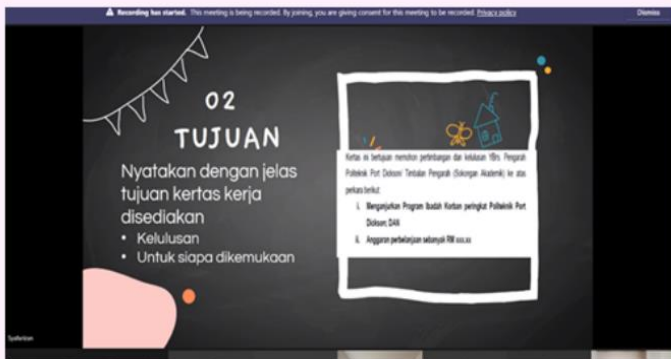 Recording has started. This meeting is being recorded. By joining, you are giving consent for this meeting to be recorded. Privacy policy
Dismiss
02
TUJUAN
Nyatakan dengan jelas
tujuan kertas kerja
disediakan
• Kelulusan
• Untuk siapa dikemukaan
Kertas ini bertujuan memohon pertimbangan dan kelulusan YBrs. Pengarah
Politeknik Port Dickson/ Timbalan Pengarah (Sokongan Akademik) ke atas
perkara berikut:
i. Menganjurkan Program Ibadah Korban peringkat Politeknik Port
Dickson; DAN
ii. Anggaran perbelanjaan sebanyak RM